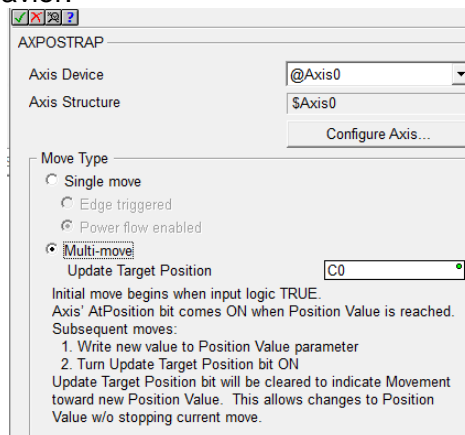 AXPOSTRAP
Axis Device @Axis0
Axis Structure $Axis0
Configure Axis...
Move Type
Single move
Edge triggered
Power flow enabled
Multi-move
Update Target Position C0
Initial move begins when input logic TRUE.
Axis' AtPosition bit comes ON when Position Value is reached.
Subsequent moves:
1. Write new value to Position Value parameter
2. Turn Update Target Position bit ON
Update Target Position bit will be cleared to indicate Movement
toward new Position Value. This allows changes to Position
Value w/o stopping current move.